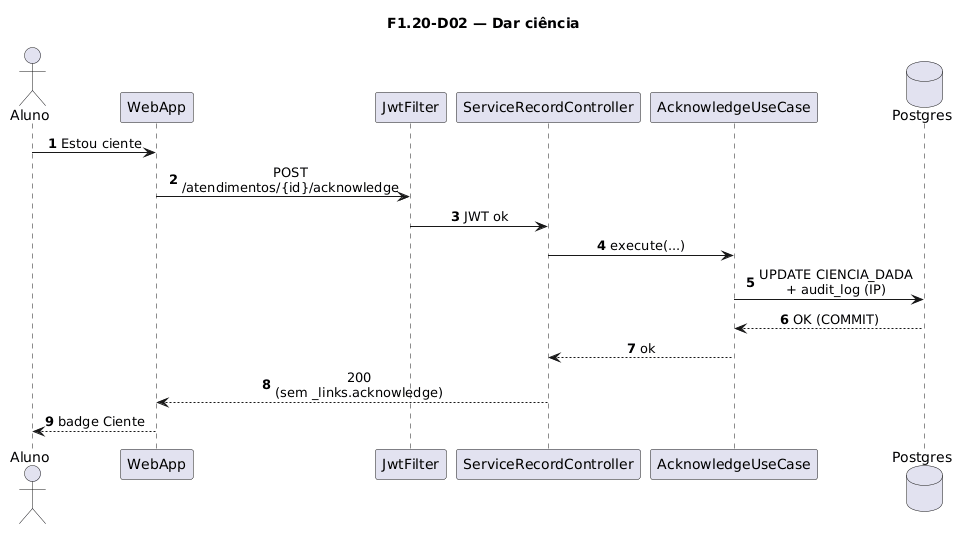 F1.20-D02 — Dar ciência
Aluno
WebApp
JwtFilter
ServiceRecordController
AcknowledgeUseCase
Postgres
1 Estou ciente
2 POST
/atendimentos/{id}/acknowledge
3 JWT ok
4 execute(...)
5 UPDATE CIENCIA_DADA
+ audit_log (IP)
6 OK (COMMIT)
7 ok
8 200
(sem _links.acknowledge)
9 badge Ciente
Aluno
WebApp
JwtFilter
ServiceRecordController
AcknowledgeUseCase
Postgres